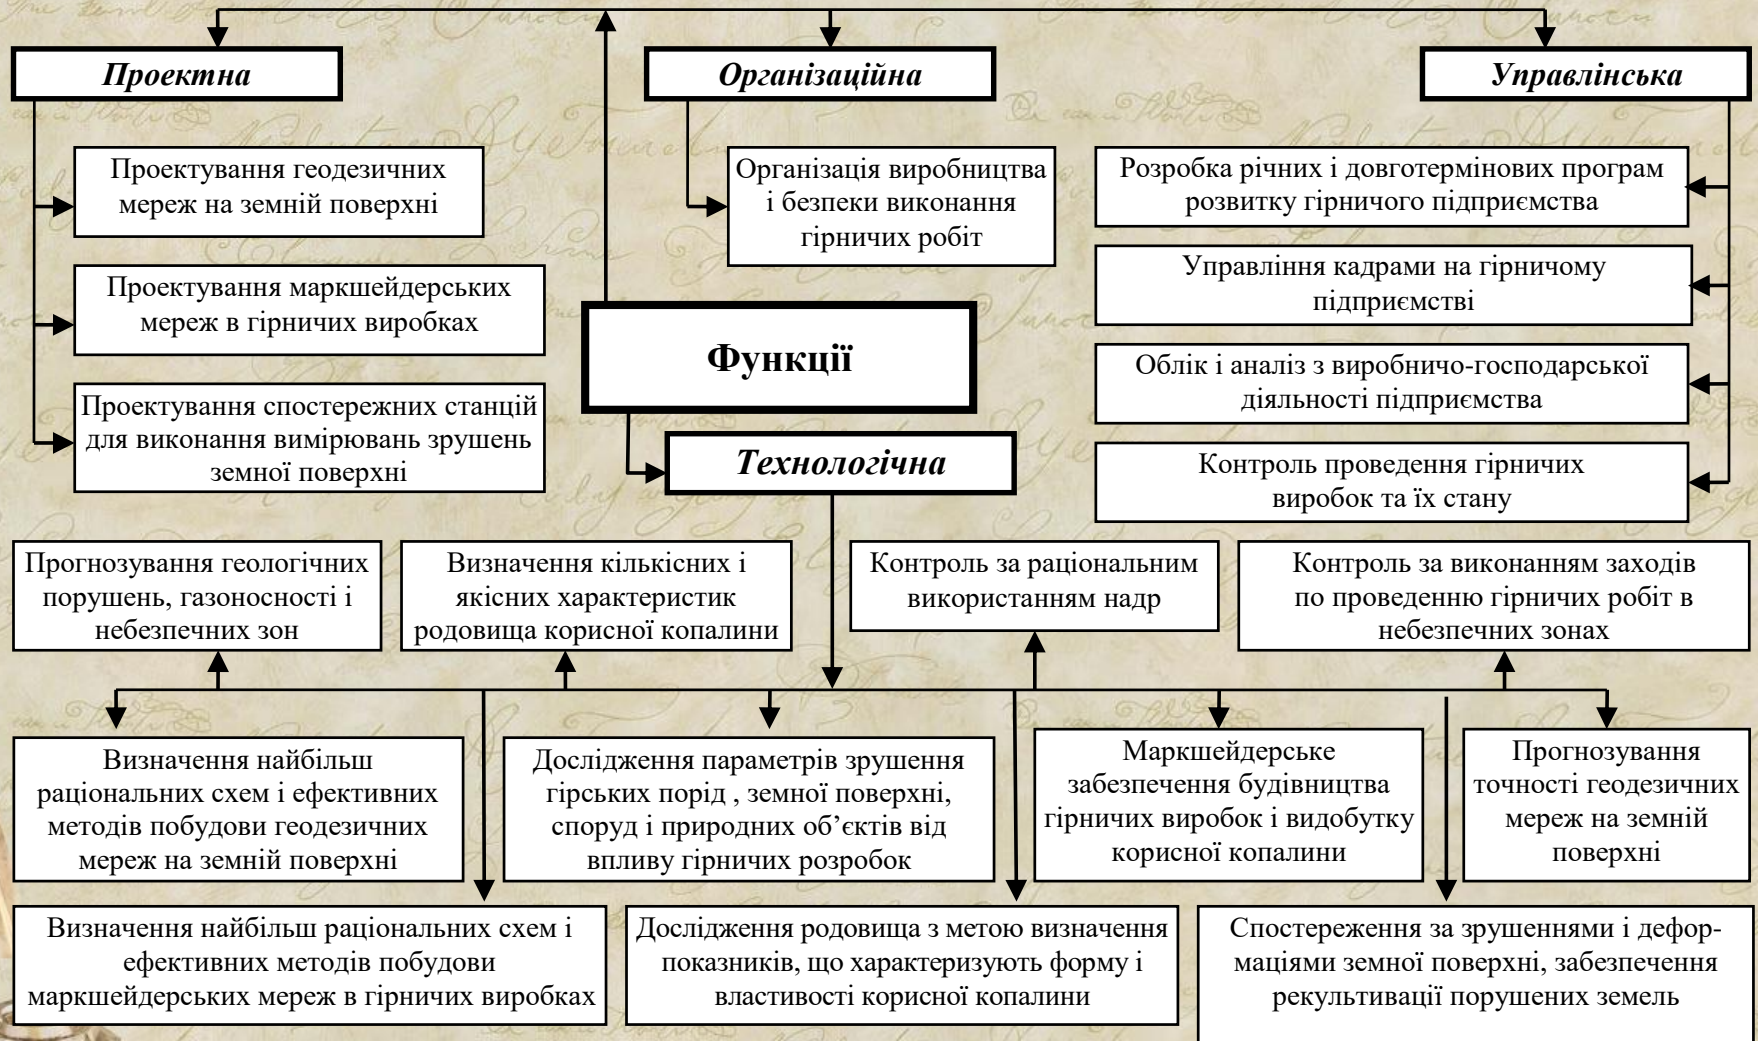 Проектна
Організаційна
Управлінська
Проектування геодезичних
мереж на земній поверхні
Проектування маркшейдерських
мереж в гірничих виробках
Проектування спостережних станцій
для виконання вимірювань зрушень
земної поверхні
Організація виробництва
і безпеки виконання
гірничих робіт
Розробка річних і довготермінових програм
розвитку гірничого підприємства
Управління кадрами на гірничому
підприємстві
Облік і аналіз з виробничо-господарської
діяльності підприємства
Контроль проведення гірничих
виробок та їх стану
Функції
Технологічна
Прогнозування геологічних
порушень, газоносності і
небезпечних зон
Визначення кількісних і
якісних характеристик
родовища корисної копалини
Контроль за раціональним
використанням надр
Контроль за виконанням заходів
по проведенню гірничих робіт в
небезпечних зонах
Визначення найбільш
раціональних схем і ефективних
методів побудови геодезичних
мереж на земній поверхні
Дослідження параметрів зрушення
гірських порід , земної поверхні,
споруд і природних об’єктів від
впливу гірничих розробок
Маркшейдерське
забезпечення будівництва
гірничих виробок і видобутку
корисної копалини
Прогнозування
точності геодезичних
мереж на земній
поверхні
Визначення найбільш раціональних схем і
ефективних методів побудови
маркшейдерських мереж в гірничих виробках
Дослідження родовища з метою визначення
показників, що характеризують форму і
властивості корисної копалини
Спостереження за зрушеннями і дефор-
маціями земної поверхні, забезпечення
рекультивації порушених земель